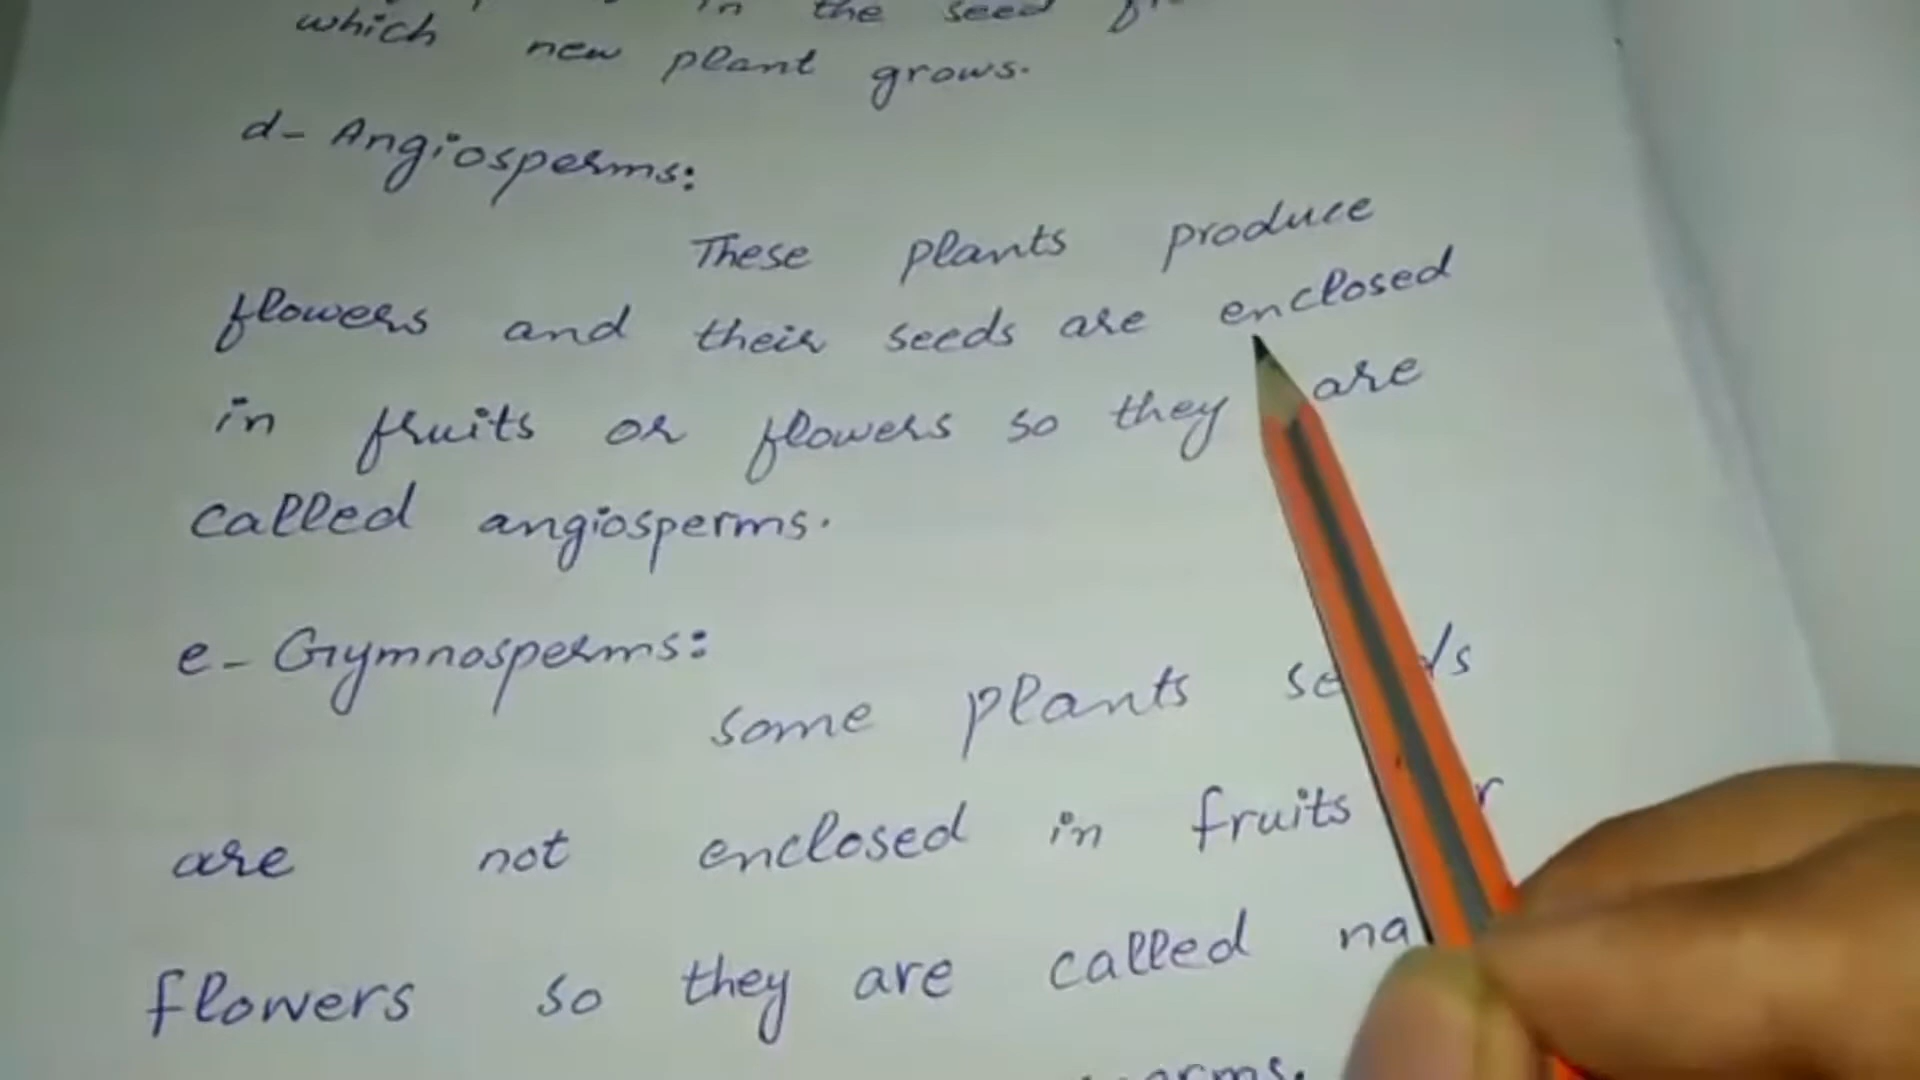 in the seed
which new plant grows.
d- Angiosperms:
These plants produce
flowers and their seeds are enclosed
in fruits or flowers so they are
called angiosperms.
e- Gymnosperms:
some plants
are not enclosed in fruits
flowers so they are called